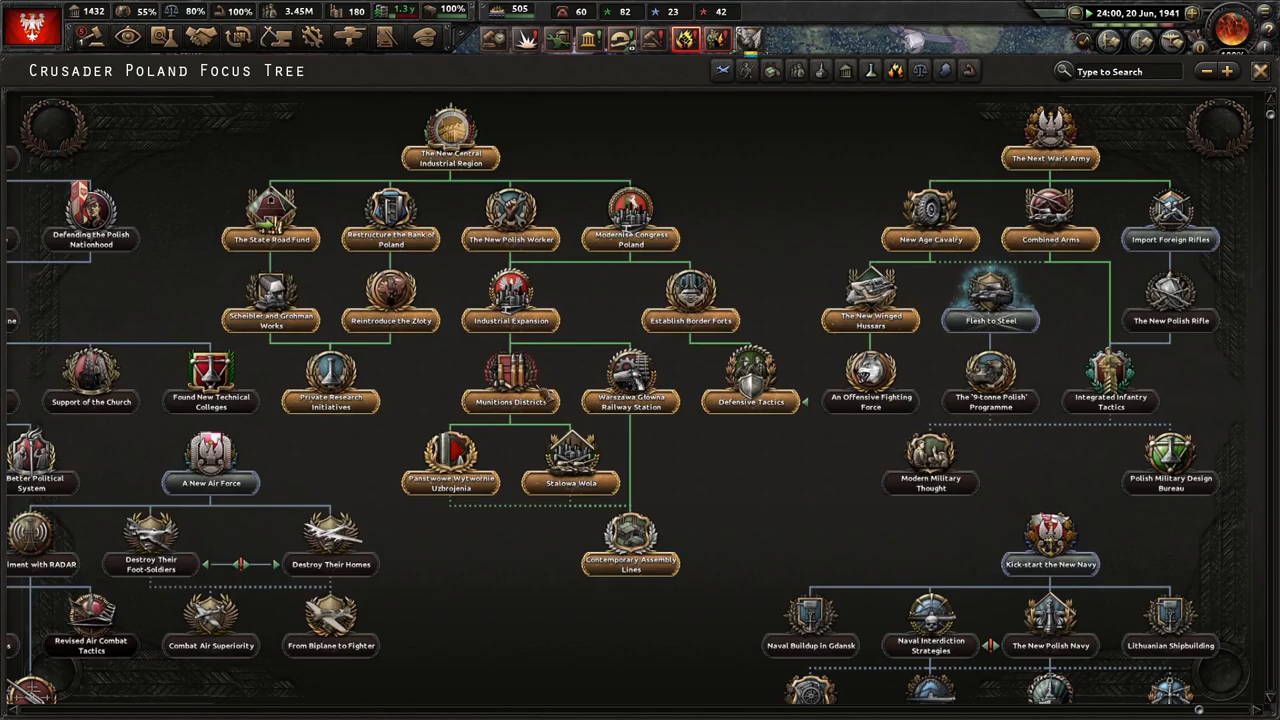 1432 55% 80% 100% 3.45M 180 1.3 y 100% 505 60 82 23 42 24:00, 20 Jun, 1941
5
0
100%
CRUSADER POLAND FOCUS TREE
Type to Search
The New Central
Industrial Region
The Next War's Army
Defending the Polish
Nationhood
The State Road Fund
Restructure the Bank of
Poland
The New Polish Worker
Modernise Congress
Poland
New Age Cavalry
Combined Arms
Import Foreign Rifles
Scheibler and Grohman
Works
Reintroduce the Zloty
Industrial Expansion
Establish Border Forts
The New Winged
Hussars
Flesh to Steel
The New Polish Rifle
Support of the Church
Found New Technical
Colleges
Private Research
Initiatives
Munitions Districts
Warszawa Glowna
Railway Station
Defensive Tactics
An Offensive Fighting
Force
The '9-tonne Polish'
Programme
Integrated Infantry
Tactics
Better Political
System
A New Air Force
Panstwowe Wytwornie
Uzbrojenia
Stalowa Wola
Modern Military
Thought
Polish Military Design
Bureau
iment with RADAR
Destroy Their
Foot-Soldiers
Destroy Their Homes
Contemporary Assembly
Lines
Kick-start the New Navy
Revised Air Combat
Tactics
Combat Air Superiority
From Biplane to Fighter
Naval Buildup in Gdansk
Naval Interdiction
Strategies
The New Polish Navy
Lithuanian Shipbuilding